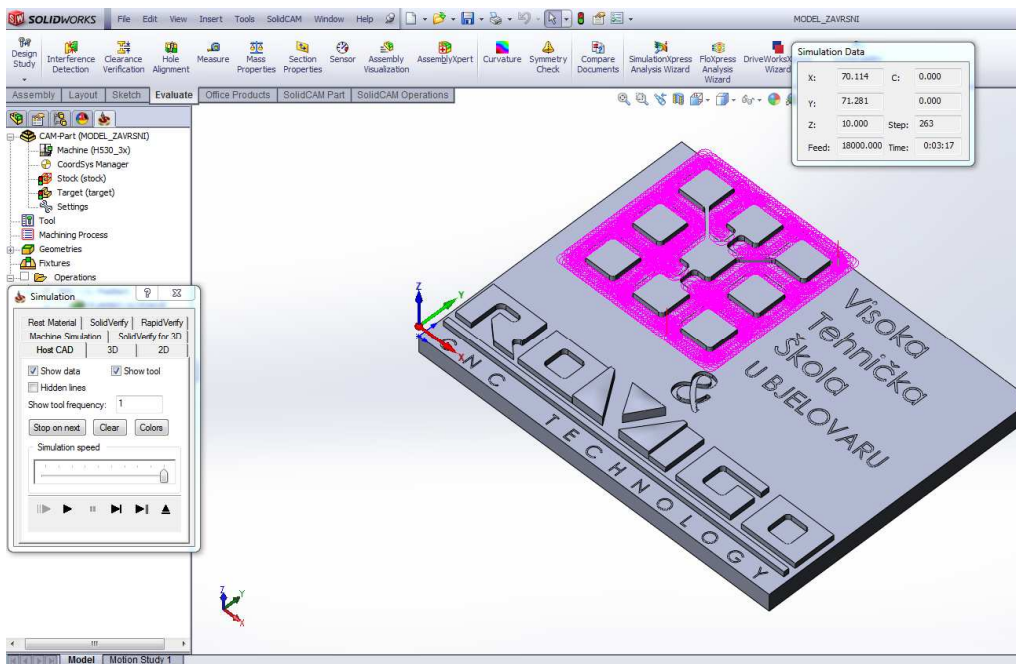 SOLIDWORKS File Edit View Insert Tools SolidCAM Window Help MODEL_ZAVRSNI
Design Study
Interference Detection
Clearance Verification
Hole Alignment
Measure
Mass Properties
Section Properties
Sensor
Assembly Visualization
AssemblyXpert
Curvature
Symmetry Check
Compare Documents
SimulationXpress Analysis Wizard
FloXpress Analysis Wizard
DriveWorksX Wizard
Assembly Layout Sketch Evaluate Office Products SolidCAM Part SolidCAM Operations
Simulation Data
X: 70.114 C: 0.000
Y: 71.281 0.000
Z: 10.000 Step: 263
Feed: 18000.000 Time: 0:03:17
CAM-Part (MODEL_ZAVRSNI)
Machine (H530_3x)
CoordSys Manager
Stock (stock)
Target (target)
Settings
Tool
Machining Process
Geometries
Fixtures
Operations
Simulation
Rest Material SolidVerify RapidVerify
Machine Simulation SolidVerify for 3D
Host CAD 3D 2D
Show data Show tool
Hidden lines
Show tool frequency: 1
Stop on next Clear Colors
Simulation speed
Z
Y
X
Visoka
Tehnička
Škola
U BJELOVARU
&
CNC TECHNOLOGY
Z
Y
X
Model Motion Study 1